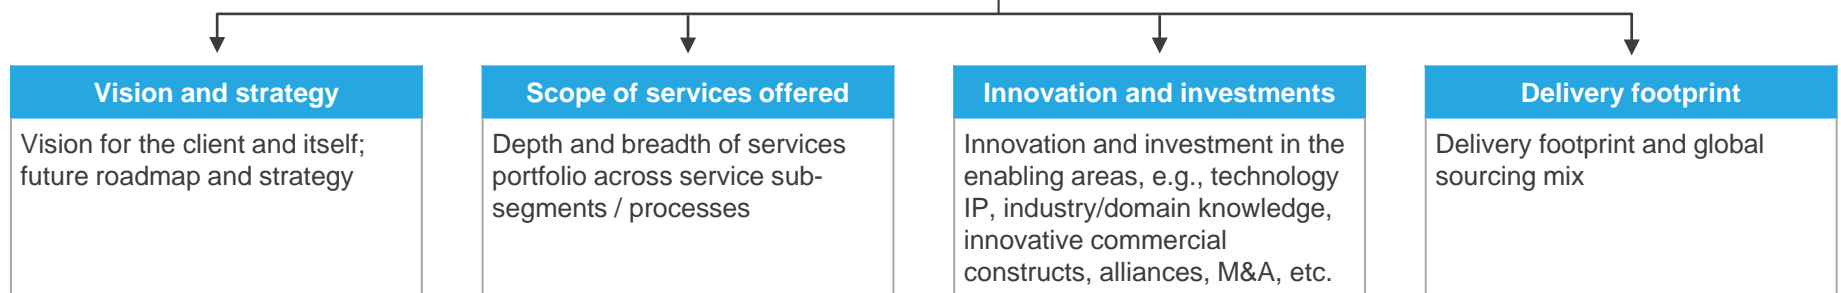 Vision and strategy
Vision for the client and itself;
future roadmap and strategy
Scope of services offered
Depth and breadth of services
portfolio across service sub-
segments / processes
Innovation and investments
Innovation and investment in the
enabling areas, e.g., technology
IP, industry/domain knowledge,
innovative commercial
constructs, alliances, M&A, etc.
Delivery footprint
Delivery footprint and global
sourcing mix